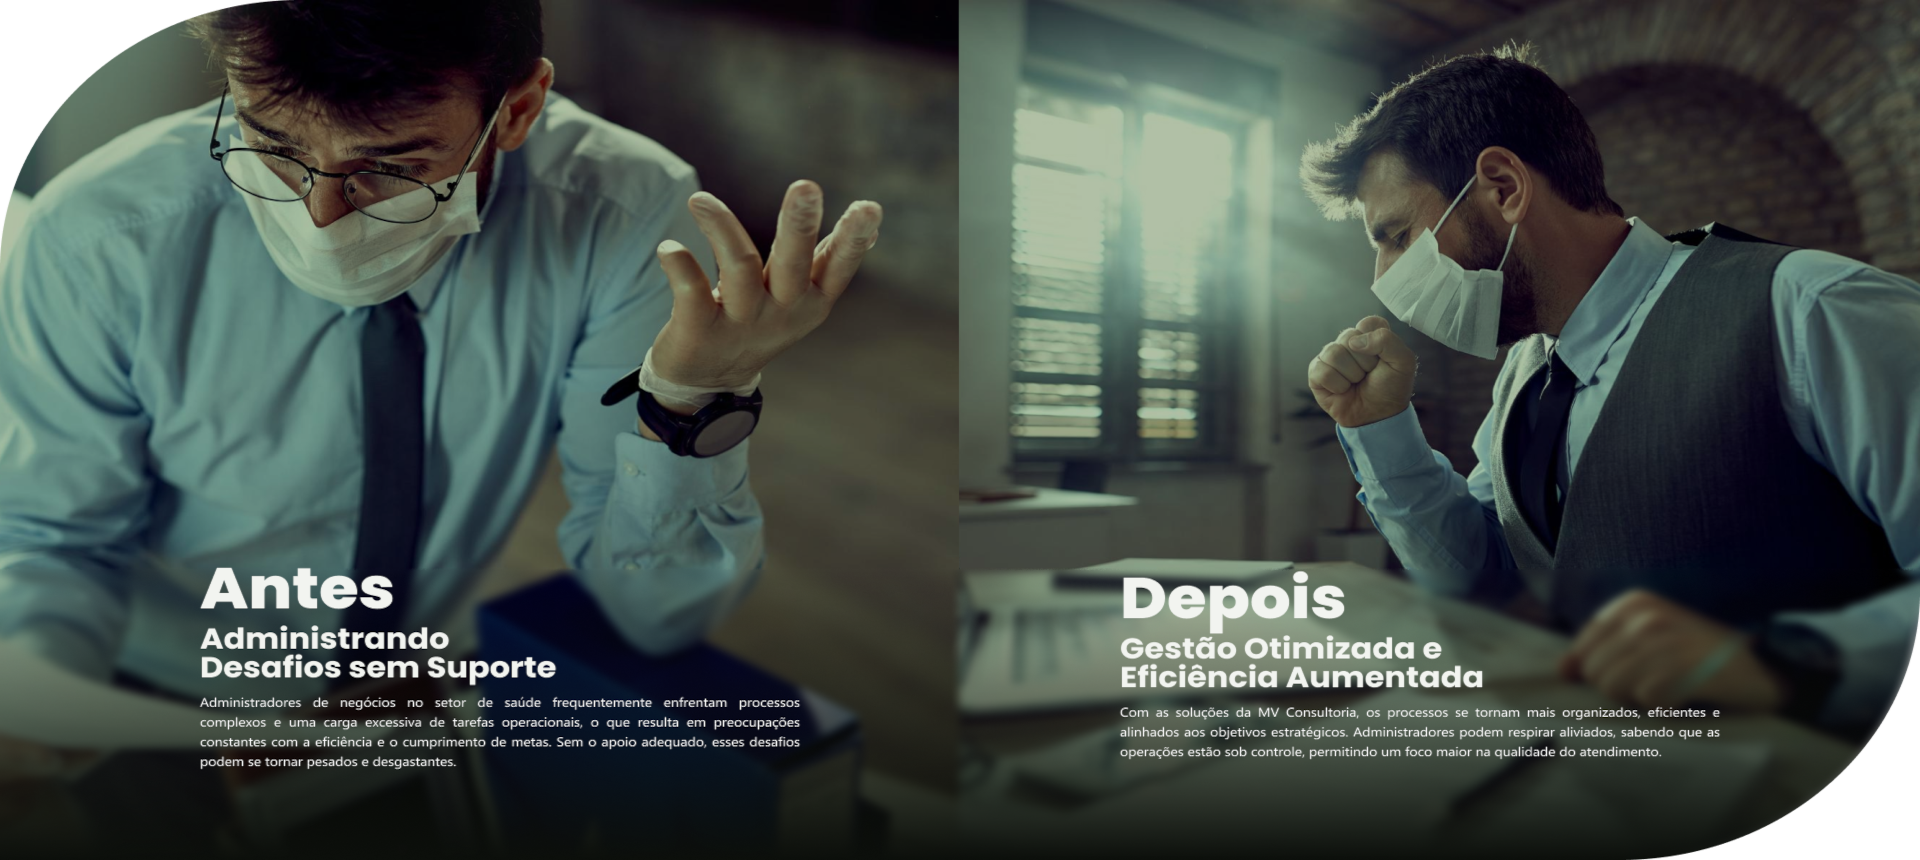 Antes
Administrando
Desafios sem Suporte
Administradores de negócios no setor de saúde frequentemente enfrentam processos
complexos e uma carga excessiva de tarefas operacionais, o que resulta em preocupações
constantes com a eficiência e o cumprimento de metas. Sem o apoio adequado, esses desafios
podem se tornar pesados e desgastantes.
Depois
Gestão Otimizada e
Eficiência Aumentada
Com as soluções da MV Consultoria, os processos se tornam mais organizados, eficientes e
alinhados aos objetivos estratégicos. Administradores podem respirar aliviados, sabendo que as
operações estão sob controle, permitindo um foco maior na qualidade do atendimento.